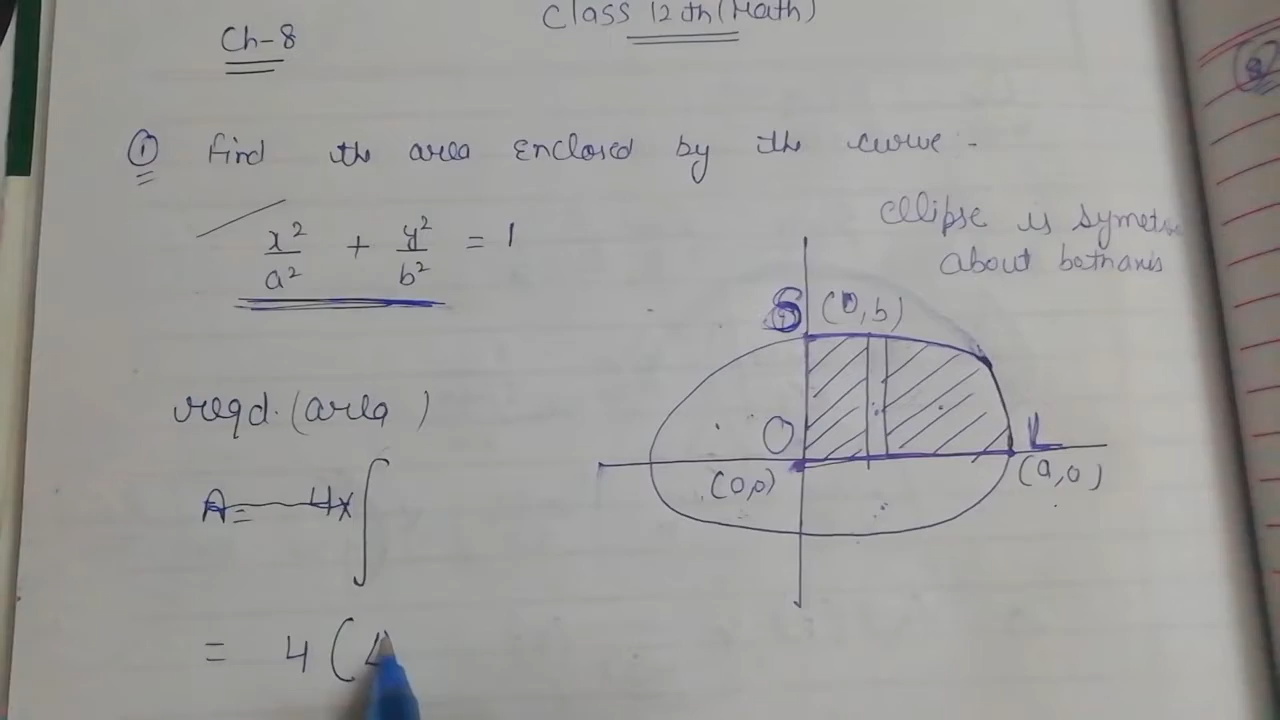 Class 12th (Math)
Ch-8
① find the area enclosed by the curve -
x²/a² + y²/b² = 1
ellipse is
about both axis
(0,b)
O
(0,0)
L
(a,0)
reqd. (area)
A = 4x∫
= 4(